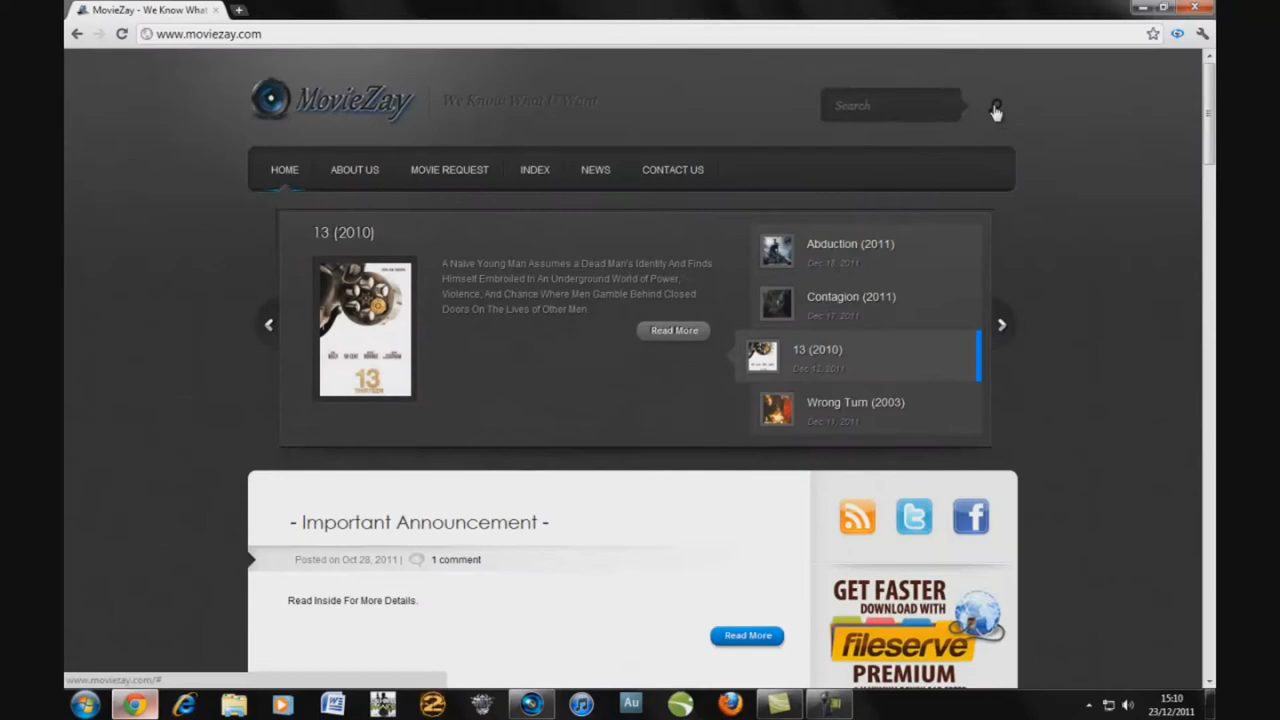 MovieZay - We Know What
www.moviezay.com
MovieZay
We Know What U Want
Search
HOME
ABOUT US
MOVIE REQUEST
INDEX
NEWS
CONTACT US
13 (2010)
A Naive Young Man Assumes a Dead Man's Identity And Finds
Himself Embroiled In An Underground World of Power,
Violence, And Chance Where Men Gamble Behind Closed
Doors On The Lives of Other Men.
Read More
13
Abduction (2011)
Dec 18, 2011
Contagion (2011)
Dec 17, 2011
13 (2010)
Dec 12, 2011
Wrong Turn (2003)
Dec 11, 2011
- Important Announcement -
Posted on Oct 28, 2011 |
1 comment
Read Inside For More Details.
Read More
GET FASTER
DOWNLOAD WITH
fileserve
PREMIUM
www.moviezay.com/#
Au
15:10
23/12/2011